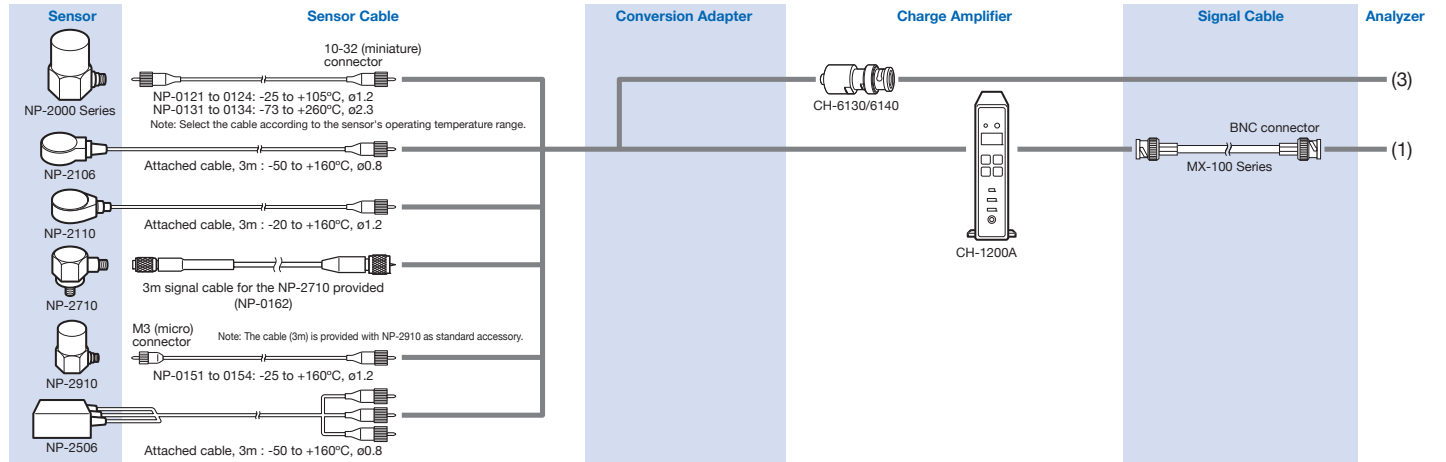 Sensor
Sensor Cable
Conversion Adapter
Charge Amplifier
Signal Cable
Analyzer
10-32 (miniature)
connector
NP-0121 to 0124: -25 to +105ºC, ø1.2
NP-0131 to 0134: -73 to +260ºC, ø2.3
Note: Select the cable according to the sensor's operating temperature range.
NP-2000 Series
CH-6130/6140
(3)
Attached cable, 3m : -50 to +160ºC, ø0.8
NP-2106
BNC connector
MX-100 Series
(1)
Attached cable, 3m : -20 to +160ºC, ø1.2
NP-2110
CH-1200A
3m signal cable for the NP-2710 provided
(NP-0162)
NP-2710
M3 (micro)
connector
Note: The cable (3m) is provided with NP-2910 as standard accessory.
NP-0151 to 0154: -25 to +160ºC, ø1.2
NP-2910
Attached cable, 3m : -50 to +160ºC, ø0.8
NP-2506